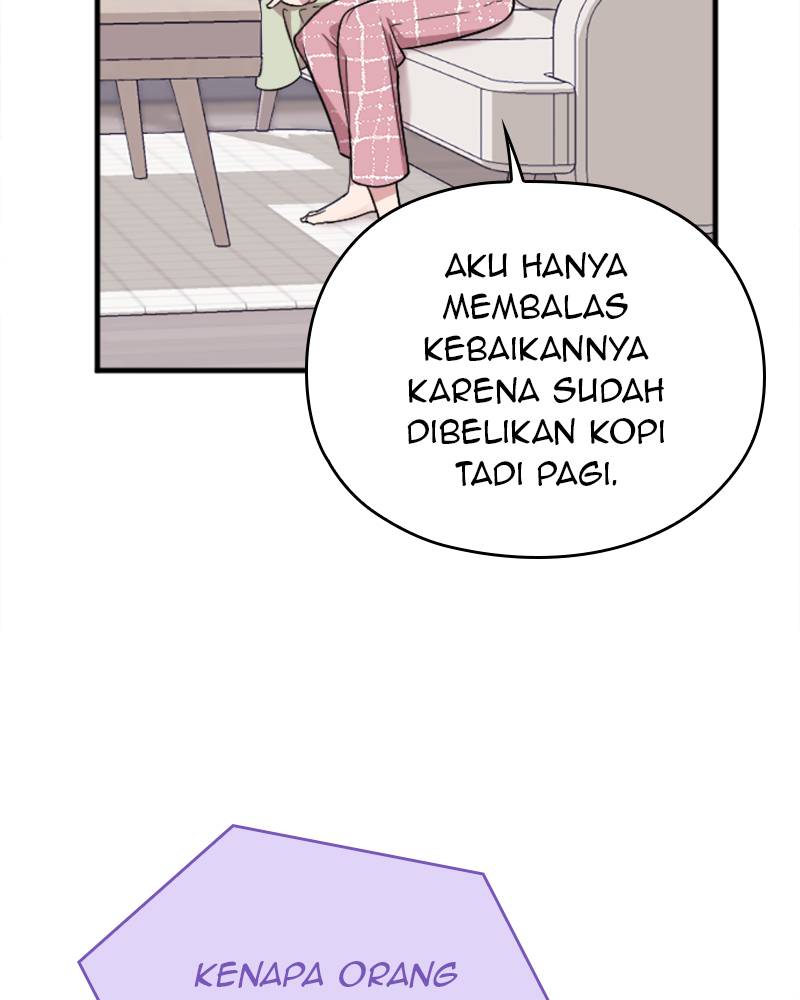 AKU HANYA
MEMBALAS
KEBAIKANNYA
KARENA SUDAH
DIBELIKAN KOPI
TADI PAGI.
KENAPA ORANG